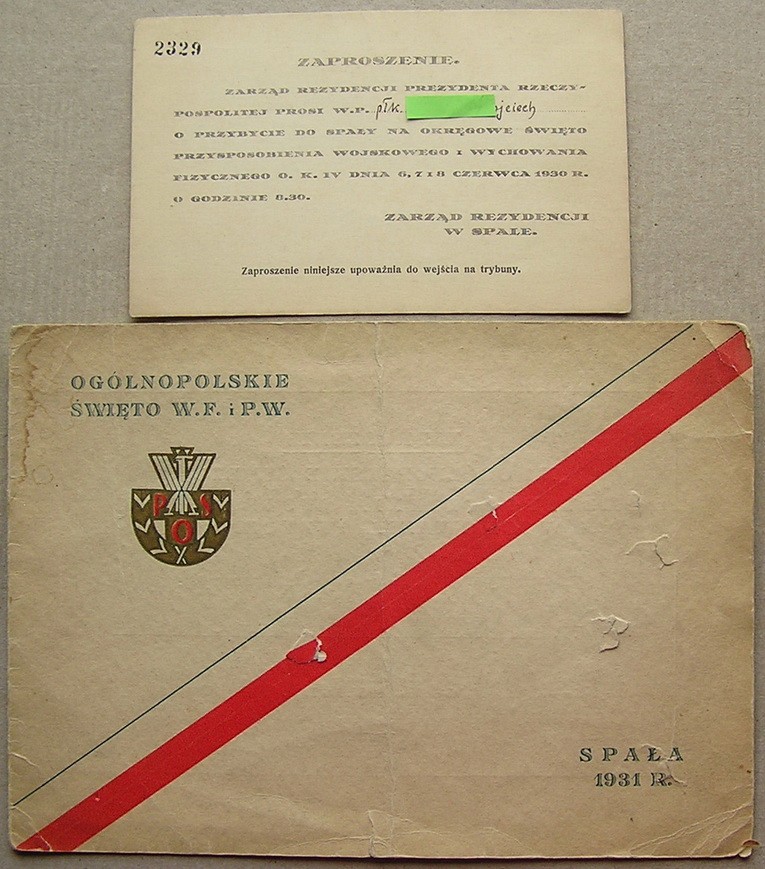 2329
ZAPROSZENIE.
ZARZĄD REZYDENCJI PREZYDENTA RZECZY-
POSPOLITEJ PROSI W.P. płk. ojciech
O PRZYBYCIE DO SPAŁY NA OKRĘGOWE ŚWIĘTO
PRZYSPOSOBIENIA WOJSKOWEGO I WYCHOWANIA
FIZYCZNEGO O. K. IV DNIA 6, 7 I 8 CZERWCA 1930 R.
O GODZINIE 8.30.
ZARZĄD REZYDENCJI
W SPALE.
Zaproszenie niniejsze upoważnia do wejścia na trybuny.
OGÓLNOPOLSKIE
ŚWIĘTO W.F. i P.W.
P S
O
SPAŁA
1931 R.